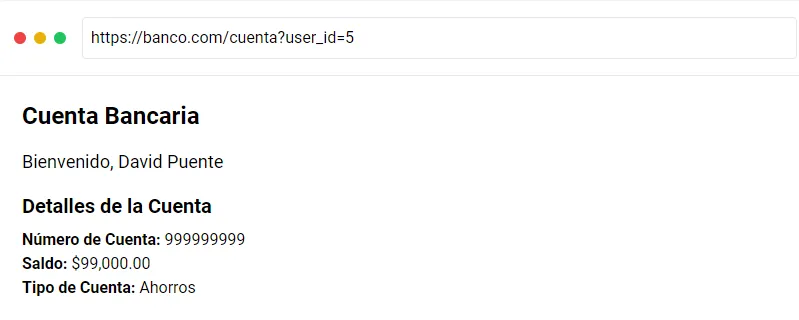 https://banco.com/cuenta?user_id=5
Cuenta Bancaria
Bienvenido, David Puente
Detalles de la Cuenta
Número de Cuenta: 999999999
Saldo: $99,000.00
Tipo de Cuenta: Ahorros